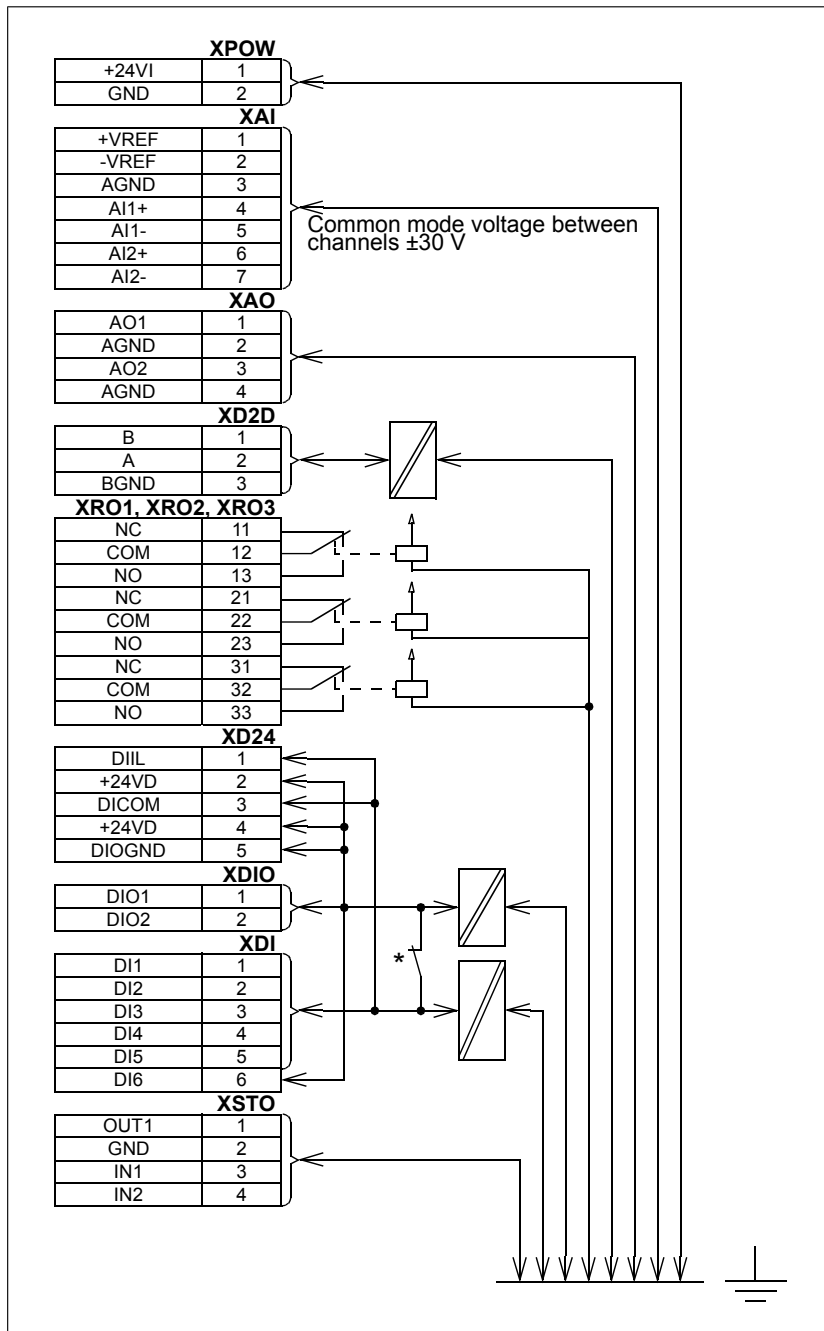 XPOW
+24VI 1
GND 2
XAI
+VREF 1
-VREF 2
AGND 3
AI1+ 4
AI1- 5
AI2+ 6
AI2- 7
Common mode voltage between
channels ±30 V
XAO
AO1 1
AGND 2
AO2 3
AGND 4
XD2D
B 1
A 2
BGND 3
XRO1, XRO2, XRO3
NC 11
COM 12
NO 13
NC 21
COM 22
NO 23
NC 31
COM 32
NO 33
XD24
DIIL 1
+24VD 2
DICOM 3
+24VD 4
DIOGND 5
XDIO
DIO1 1
DIO2 2
*
XDI
DI1 1
DI2 2
DI3 3
DI4 4
DI5 5
DI6 6
XSTO
OUT1 1
GND 2
IN1 3
IN2 4